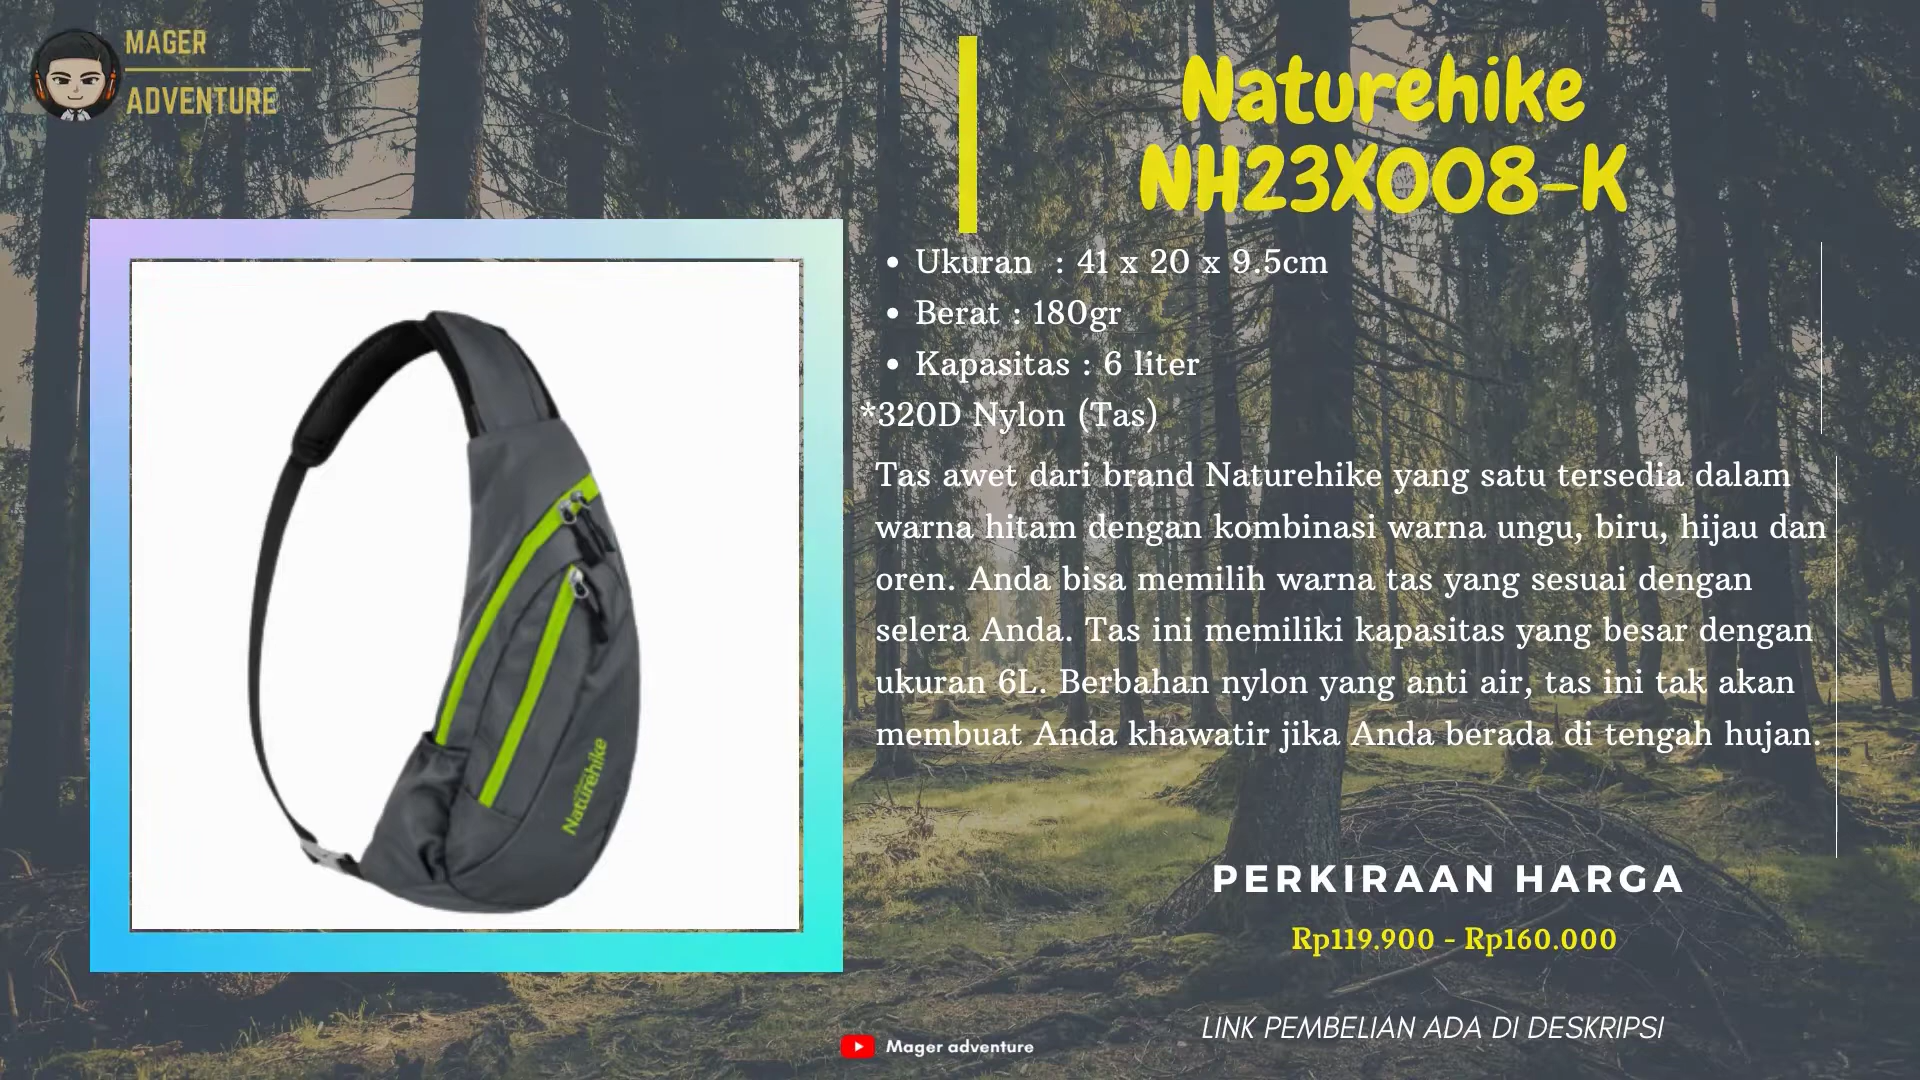 MAGER
ADVENTURE
Naturehike
NH23X008-K
• Ukuran : 41 x 20 x 9.5cm
• Berat : 180gr
• Kapasitas : 6 liter
*320D Nylon (Tas)
Tas awet dari brand Naturehike yang satu tersedia dalam
warna hitam dengan kombinasi warna ungu, biru, hijau dan
oren. Anda bisa memilih warna tas yang sesuai dengan
selera Anda. Tas ini memiliki kapasitas yang besar dengan
ukuran 6L. Berbahan nylon yang anti air, tas ini tak akan
membuat Anda khawatir jika Anda berada di tengah hujan.
Naturehike
PERKIRAAN HARGA
Rp119.900 - Rp160.000
LINK PEMBELIAN ADA DI DESKRIPSI
Mager adventure